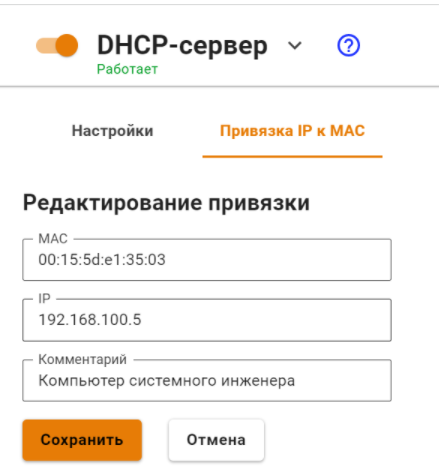 DHCP-сервер
Работает
Настройки
Привязка IP к MAC
Редактирование привязки
MAC
00:15:5d:e1:35:03
IP
192.168.100.5
Комментарий
Компьютер системного инженера
Сохранить
Отмена